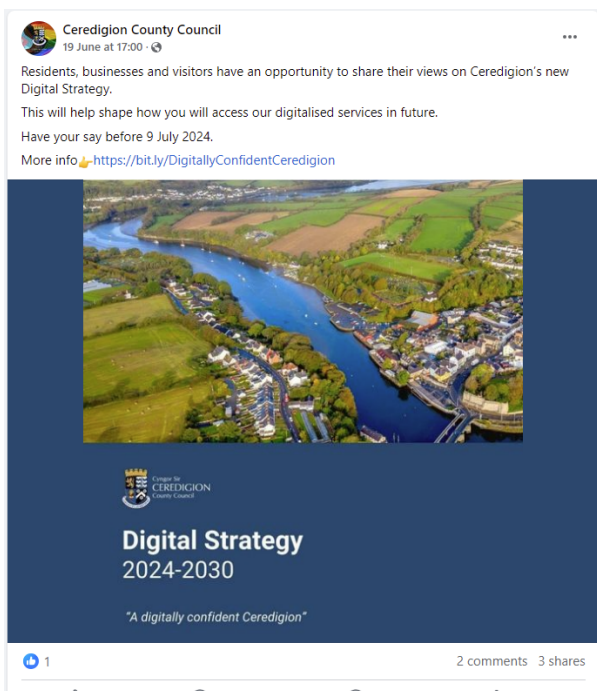 Ceredigion County Council
19 June at 17:00 ·
Residents, businesses and visitors have an opportunity to share their views on Ceredigion's new
Digital Strategy.
This will help shape how you will access our digitalised services in future.
Have your say before 9 July 2024.
More info👉https://bit.ly/DigitallyConfidentCeredigion
Cyngor Sir
CEREDIGION
County Council
Digital Strategy
2024-2030
"A digitally confident Ceredigion"
1
2 comments 3 shares